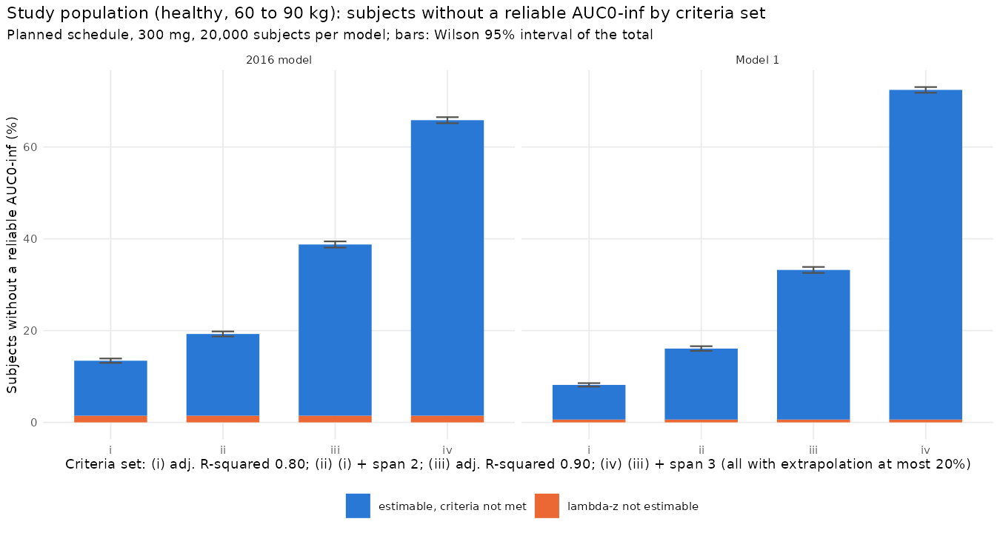 Study population (healthy, 60 to 90 kg): subjects without a reliable AUC0-inf by criteria set
Planned schedule, 300 mg, 20,000 subjects per model; bars: Wilson 95% interval of the total
2016 model
Model 1
Subjects without a reliable AUC0-inf (%)
60
40
20
0
i
ii
iii
iv
i
ii
iii
iv
Criteria set: (i) adj. R-squared 0.80; (ii) (i) + span 2; (iii) adj. R-squared 0.90; (iv) (iii) + span 3 (all with extrapolation at most 20%)
estimable, criteria not met
lambda-z not estimable